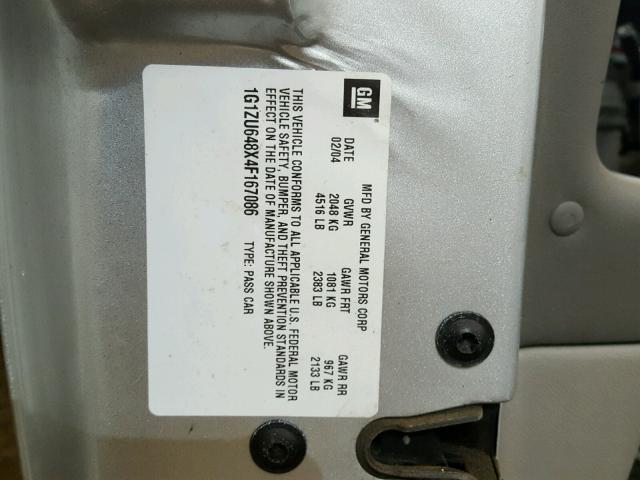 GM
MFD BY GENERAL MOTORS CORP
DATE GVWR GAWR FRT GAWR RR
02/04 2048 KG 1081 KG 967 KG
4516 LB 2383 LB 2133 LB
THIS VEHICLE CONFORMS TO ALL APPLICABLE U.S. FEDERAL MOTOR
VEHICLE SAFETY, BUMPER, AND THEFT PREVENTION STANDARDS IN
EFFECT ON THE DATE OF MANUFACTURE SHOWN ABOVE.
1G1ZU648X4F167086 TYPE: PASS CAR